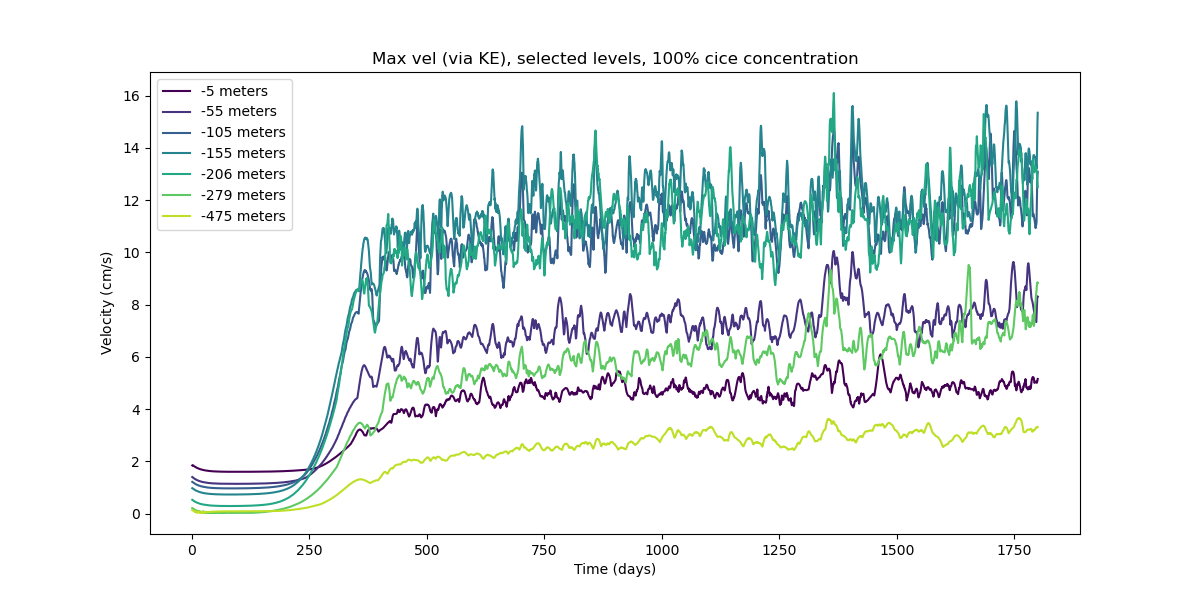 Max vel (via KE), selected levels, 100% cice concentration
-5 meters
-55 meters
-105 meters
-155 meters
-206 meters
-279 meters
-475 meters
16
14
12
10
8
6
4
2
0
Velocity (cm/s)
0 250 500 750 1000 1250 1500 1750
Time (days)